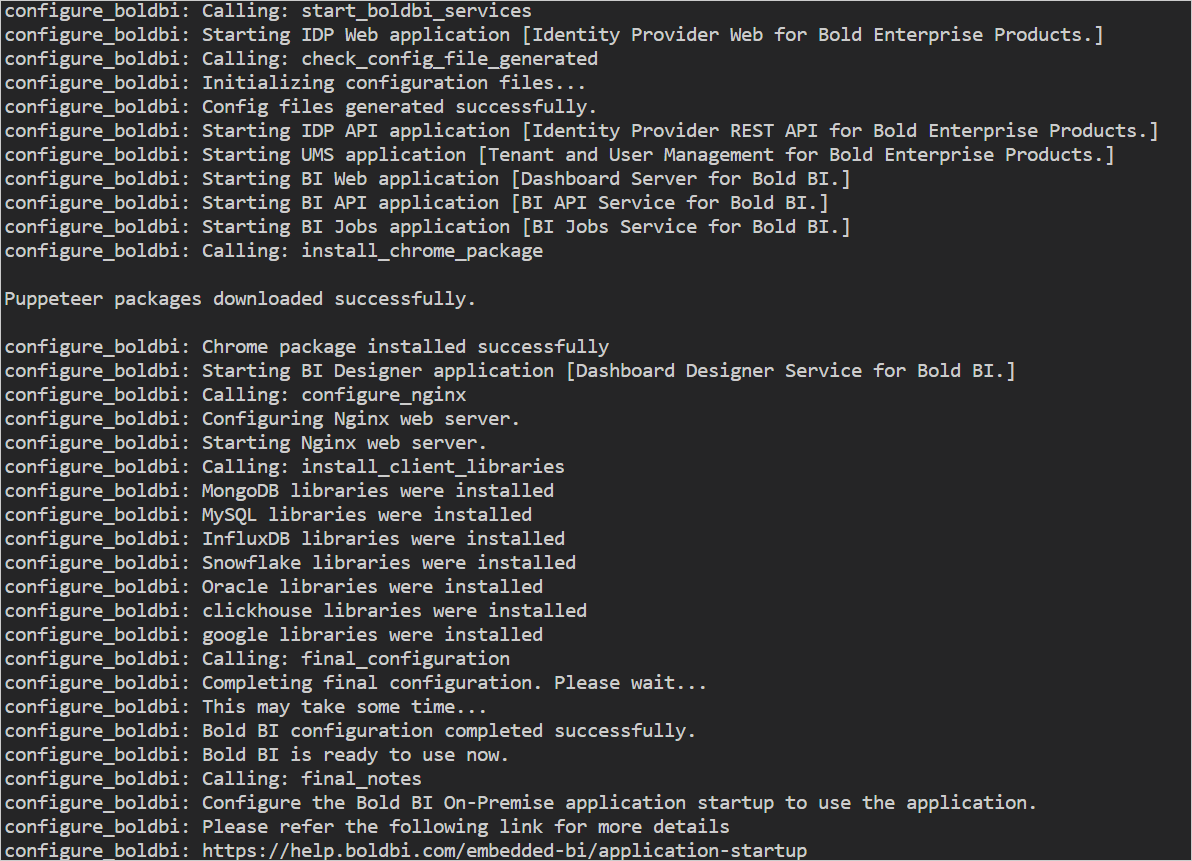 configure_boldbi: Calling: start_boldbi_services
configure_boldbi: Starting IDP Web application [Identity Provider Web for Bold Enterprise Products.]
configure_boldbi: Calling: check_config_file_generated
configure_boldbi: Initializing configuration files...
configure_boldbi: Config files generated successfully.
configure_boldbi: Starting IDP API application [Identity Provider REST API for Bold Enterprise Products.]
configure_boldbi: Starting UMS application [Tenant and User Management for Bold Enterprise Products.]
configure_boldbi: Starting BI Web application [Dashboard Server for Bold BI.]
configure_boldbi: Starting BI API application [BI API Service for Bold BI.]
configure_boldbi: Starting BI Jobs application [BI Jobs Service for Bold BI.]
configure_boldbi: Calling: install_chrome_package
Puppeteer packages downloaded successfully.
configure_boldbi: Chrome package installed successfully
configure_boldbi: Starting BI Designer application [Dashboard Designer Service for Bold BI.]
configure_boldbi: Calling: configure_nginx
configure_boldbi: Configuring Nginx web server.
configure_boldbi: Starting Nginx web server.
configure_boldbi: Calling: install_client_libraries
configure_boldbi: MongoDB libraries were installed
configure_boldbi: MySQL libraries were installed
configure_boldbi: InfluxDB libraries were installed
configure_boldbi: Snowflake libraries were installed
configure_boldbi: Oracle libraries were installed
configure_boldbi: clickhouse libraries were installed
configure_boldbi: google libraries were installed
configure_boldbi: Calling: final_configuration
configure_boldbi: Completing final configuration. Please wait...
configure_boldbi: This may take some time...
configure_boldbi: Bold BI configuration completed successfully.
configure_boldbi: Bold BI is ready to use now.
configure_boldbi: Calling: final_notes
configure_boldbi: Configure the Bold BI On-Premise application startup to use the application.
configure_boldbi: Please refer the following link for more details
configure_boldbi: https://help.boldbi.com/embedded-bi/application-startup